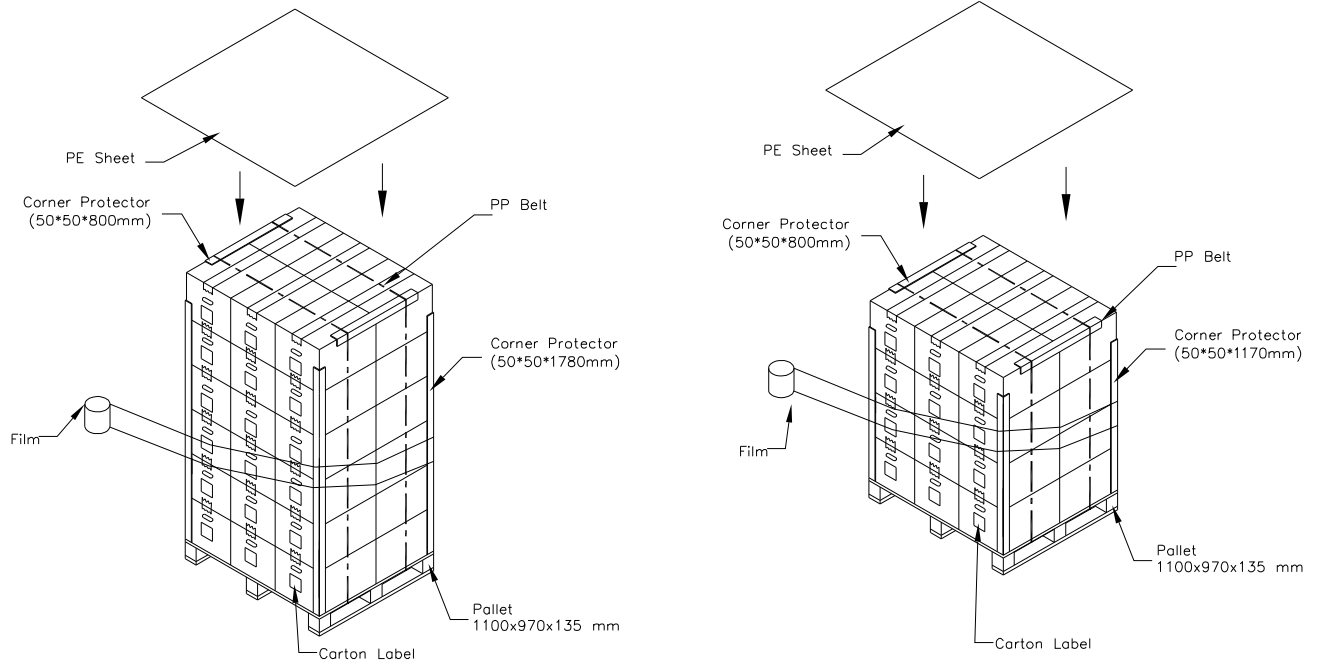 PE Sheet
Corner Protector
(50*50*800mm)
PP Belt
Corner Protector
(50*50*1780mm)
Film
Pallet
1100x970x135 mm
Carton Label
PE Sheet
Corner Protector
(50*50*800mm)
PP Belt
Corner Protector
(50*50*1170mm)
Film
Pallet
1100x970x135 mm
Carton Label